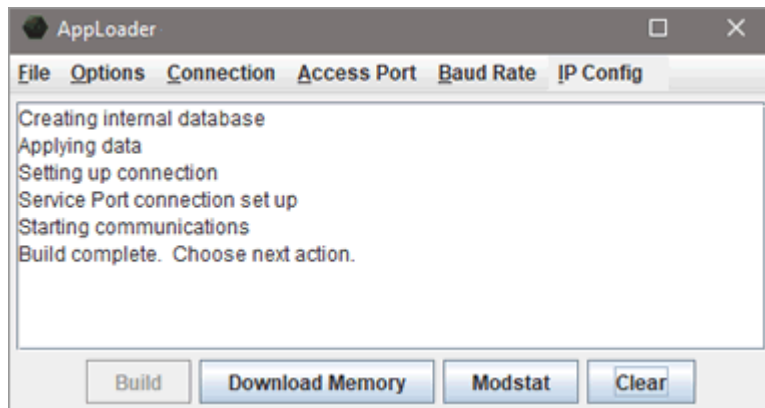 AppLoader
File Options Connection Access Port Baud Rate IP Config
Creating internal database
Applying data
Setting up connection
Service Port connection set up
Starting communications
Build complete.  Choose next action.
Build Download Memory Modstat Clear